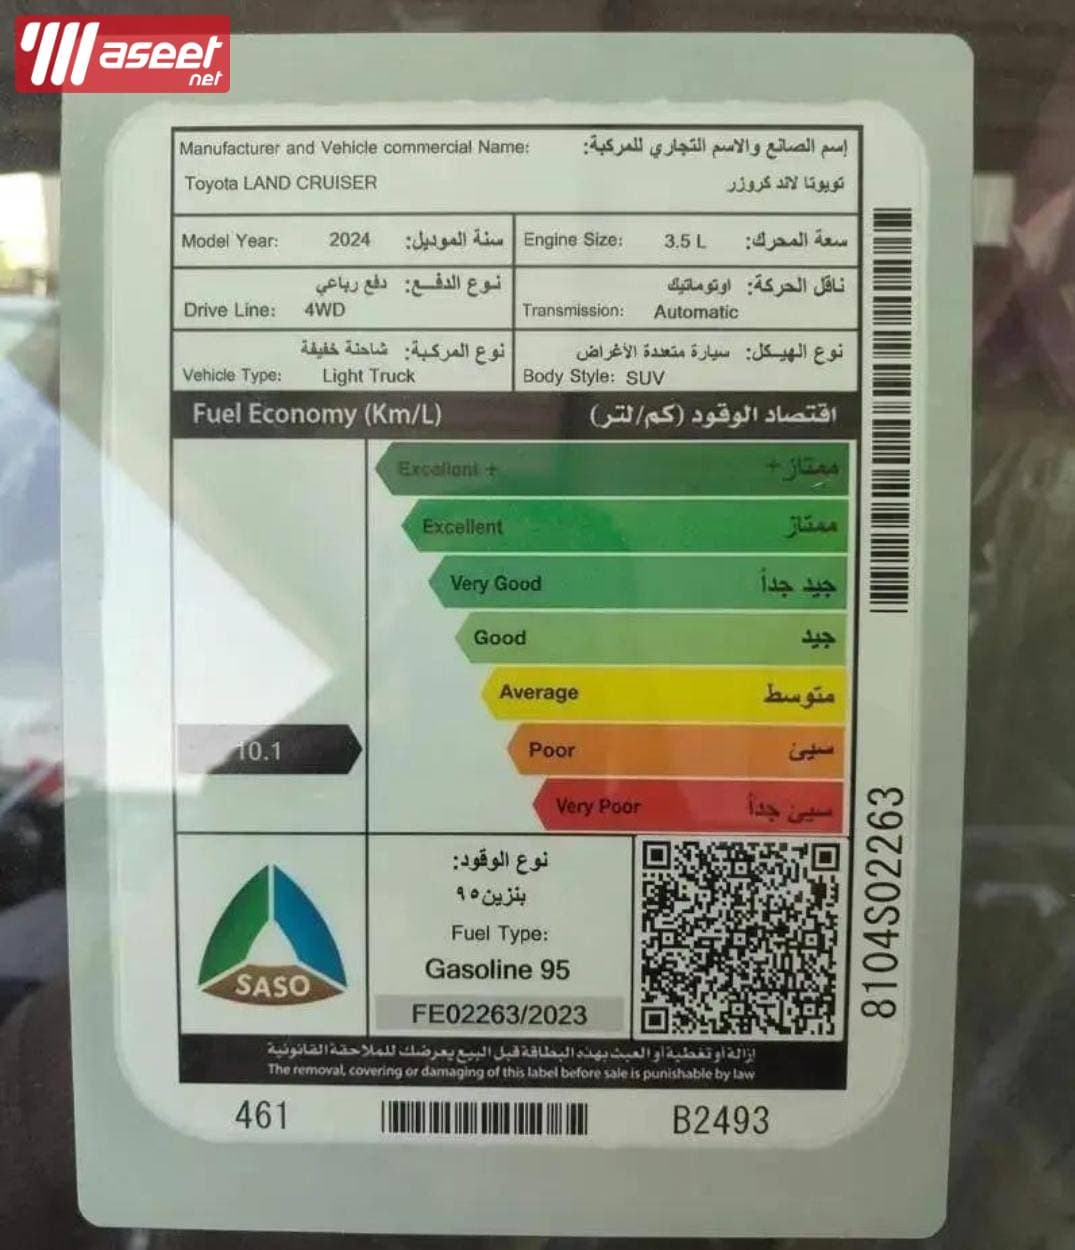 Maseet
net
Manufacturer and Vehicle commercial Name: إسم الصانع والاسم التجاري للمركبة:
Toyota LAND CRUISER تويوتا لاند كروزر
Model Year: 2024 سنة الموديل: Engine Size: 3.5 L سعة المحرك:
نوع الدفع: دفع رباعي ناقل الحركة: اوتوماتيك
Drive Line: 4WD Transmission: Automatic
نوع المركبة: شاحنة خفيفة نوع الهيكل: سيارة متعددة الأغراض
Vehicle Type: Light Truck Body Style: SUV
Fuel Economy (Km/L) اقتصاد الوقود (كم/لتر)
Excellent + ممتاز+
Excellent ممتاز
Very Good جيد جداً
Good جيد
Average متوسط
10.1 Poor سيئ
Very Poor سيئ جداً
نوع الوقود:
بنزين ٩٥
Fuel Type:
Gasoline 95
FE02263/2023
SASO
إزالة أو تغطية أو العبث بهذه البطاقة قبل البيع يعرضك للملاحقة القانونية
The removal, covering or damaging of this label before sale is punishable by law
461 B2493
8104S02263